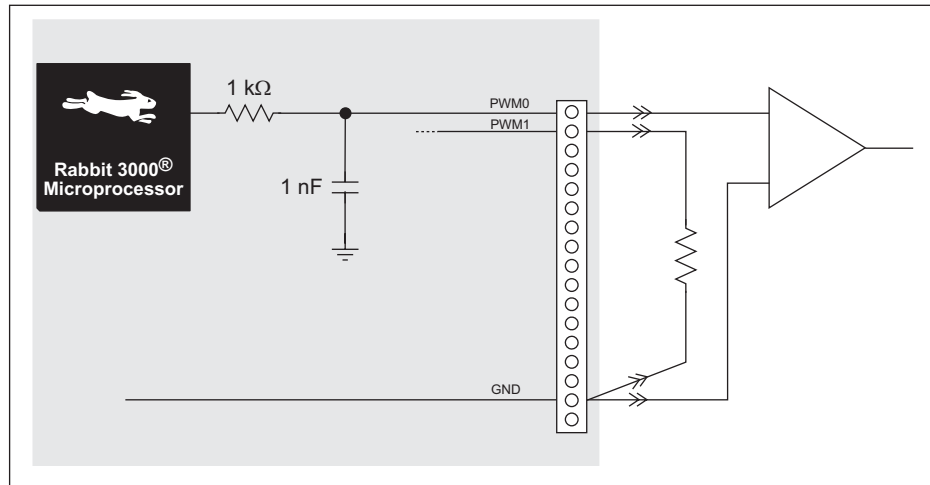 1 kΩ
PWM0
PWM1
Rabbit 3000®
Microprocessor
1 nF
GND